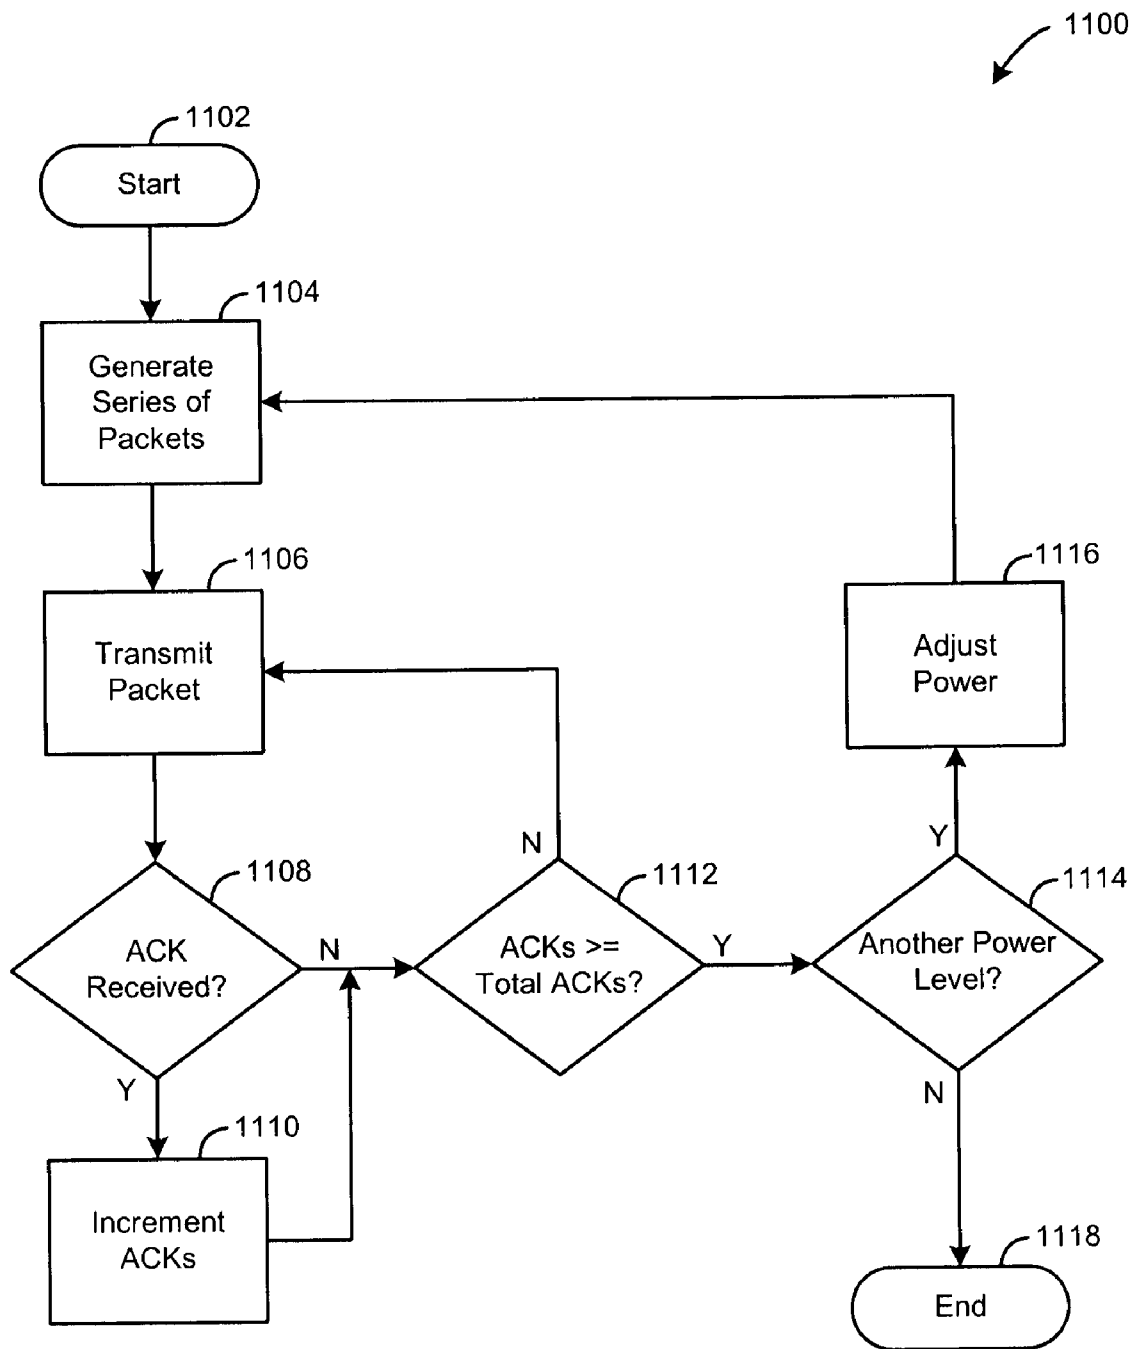 1100
1102
Start
1104
Generate
Series of
Packets
1106
Transmit
Packet
1116
Adjust
Power
1108
ACK
Received?
N
Y
1112
ACKs >=
Total ACKs?
N
Y
1114
Another Power
Level?
Y
N
1110
Increment
ACKs
1118
End